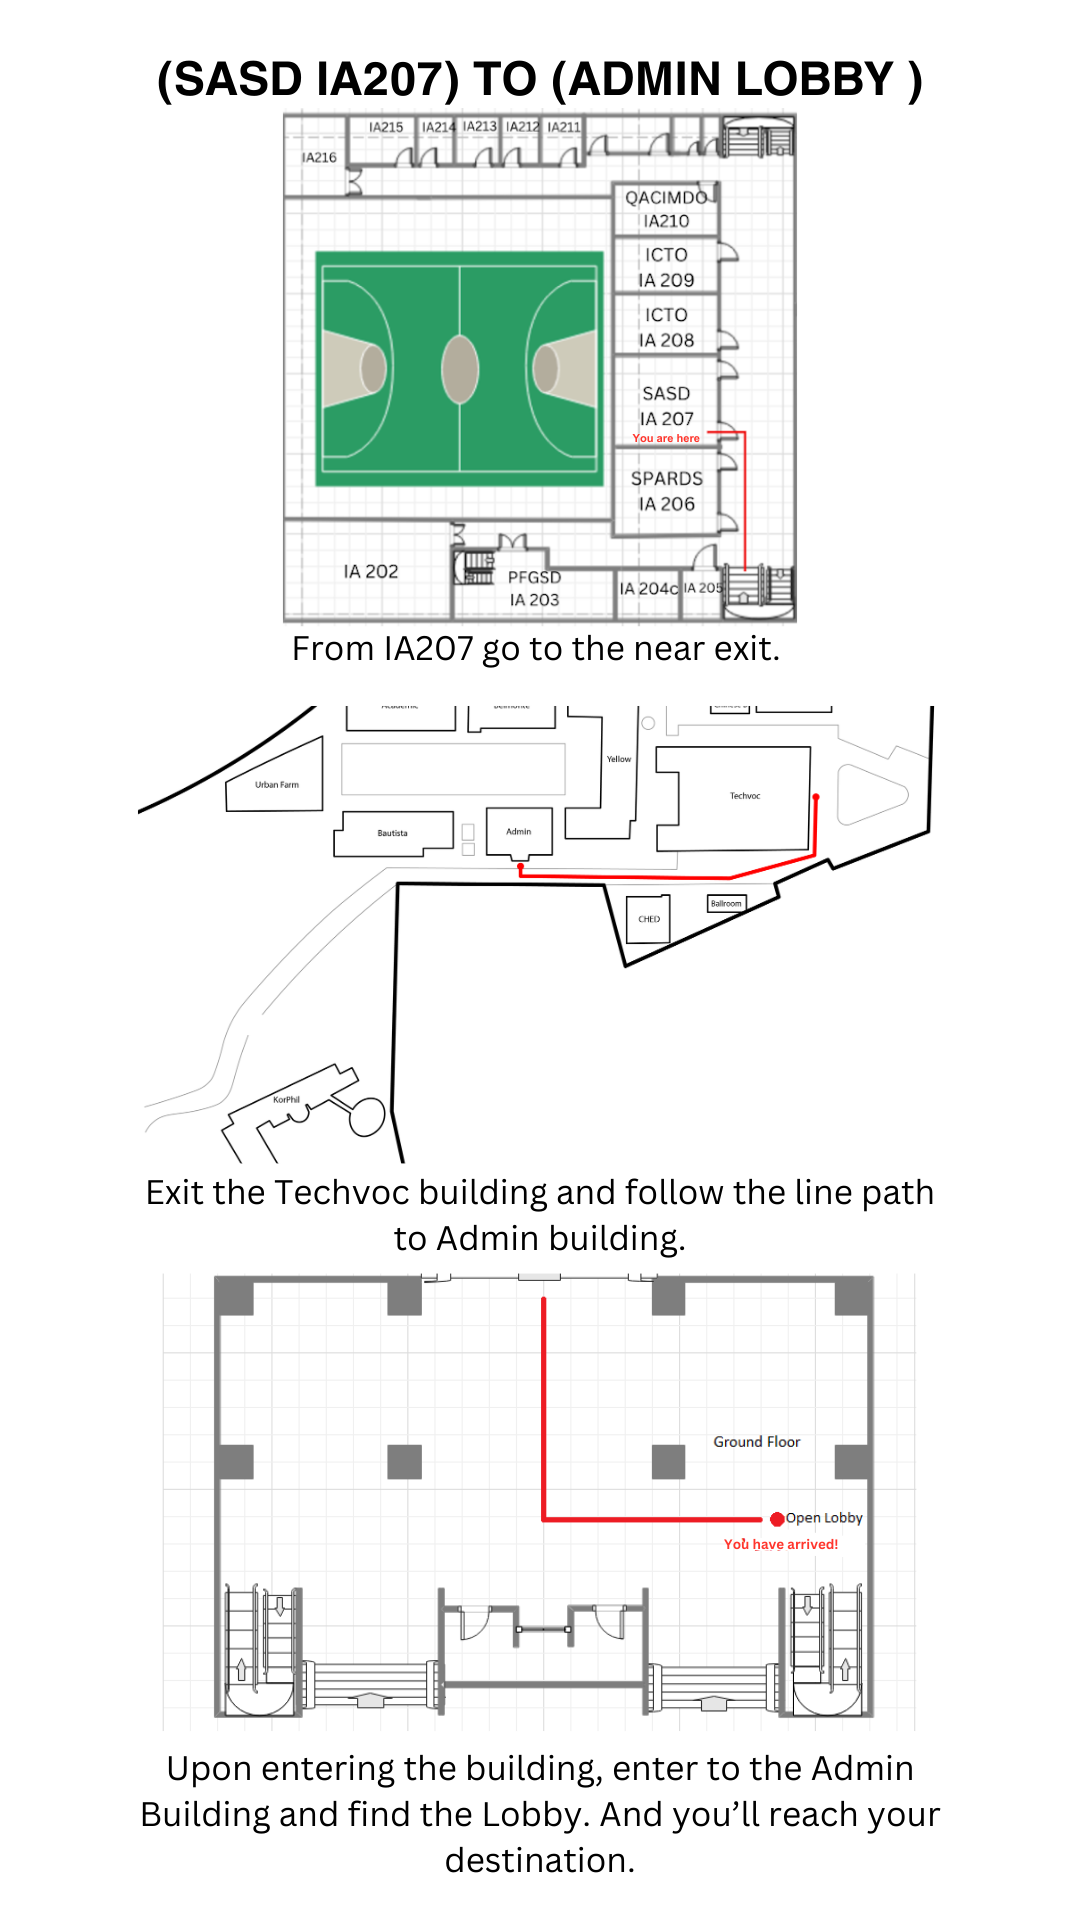 (SASD IA207) TO (ADMIN LOBBY )
IA215
IA214
IA213
IA212
IA211
IA216
QACIMDO
IA210
ICTO
IA 209
ICTO
IA 208
SASD
IA 207
You are here
SPARDS
IA 206
IA 202
PFGSD
IA 203
IA 204c
IA 205
From IA207 go to the near exit.
Academic
Belmonte
Yellow
Urban Farm
Techvoc
Bautista
Admin
CHED
Ballroom
KorPhil
Exit the Techvoc building and follow the line path
to Admin building.
Ground Floor
Open Lobby
You have arrived!
Upon entering the building, enter to the Admin
Building and find the Lobby. And you’ll reach your
destination.